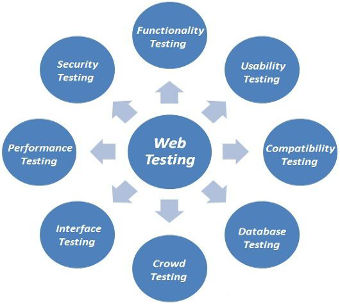 Functionality
Testing
Security
Testing
Usability
Testing
Performance
Testing
Web
Testing
Compatibility
Testing
Interface
Testing
Database
Testing
Crowd
Testing